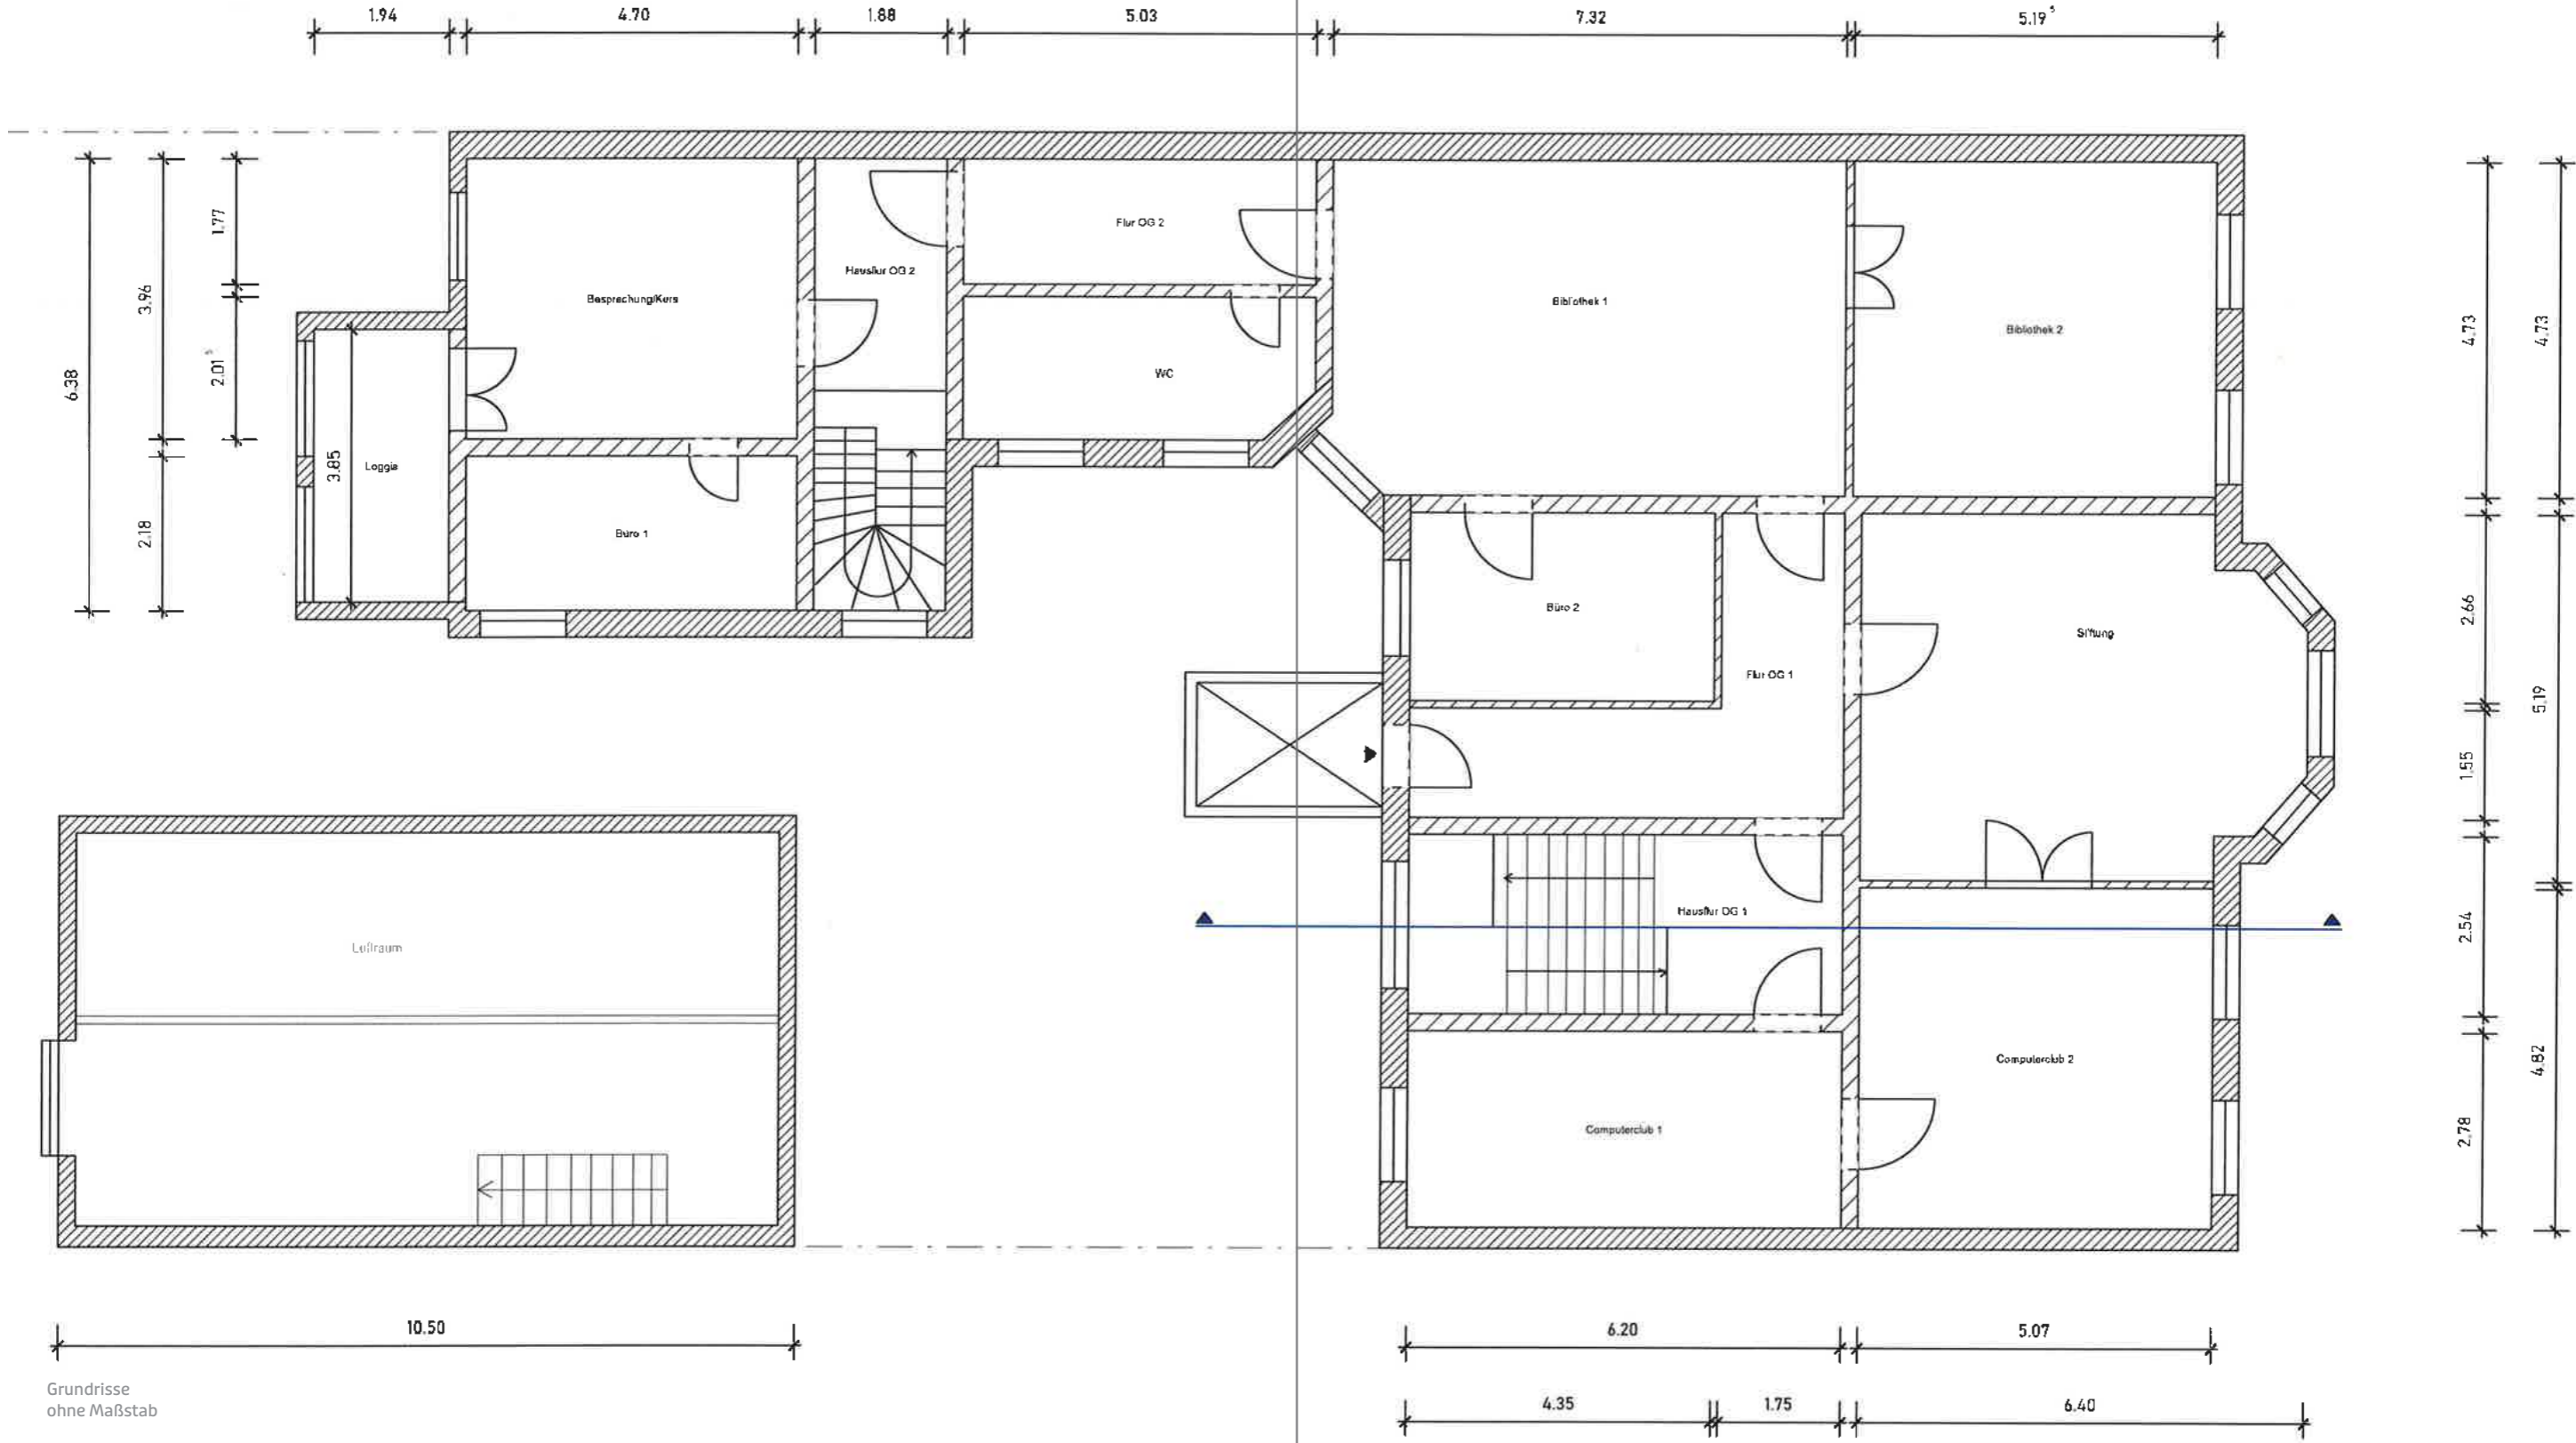 1.94 4.70 1.88 5.03 7.32 5.19⁵
6.38
3.96
2.18
1.77
2.01⁵
3.85
Loggia
Besprechung/Kers
Büro 1
Hausflur OG 2
Flur OG 2
WC
Bibliothek 1
Bibliothek 2
Büro 2
Flur OG 1
Stiftung
Hausflur OG 1
Computerclub 1
Computerclub 2
Luftraum
4.73
2.66
1.55
2.54
2.78
4.73
5.19
4.82
10.50
6.20 5.07
4.35 1.75 6.40
Grundrisse
ohne Maßstab